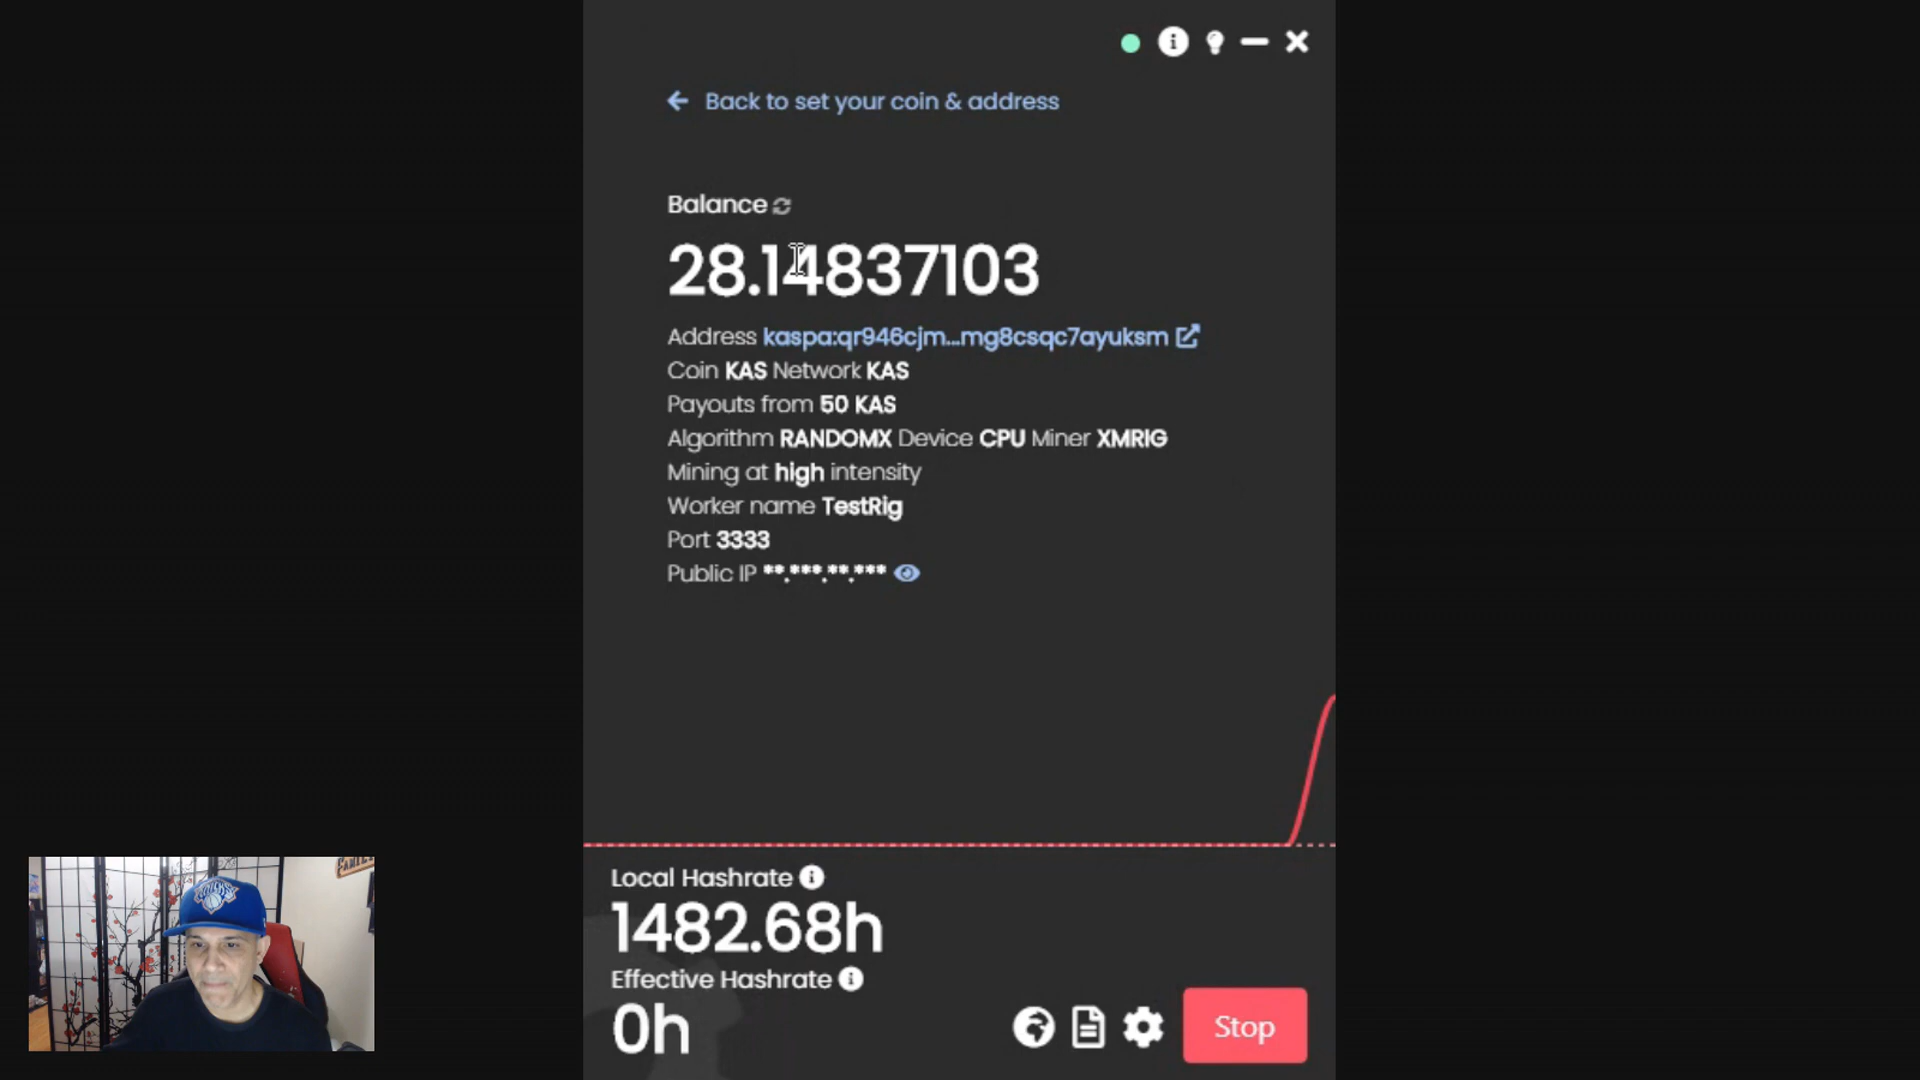 Back to set your coin & address
Balance
28.14837103
Address kaspa:qr946cjm...mg8csqc7ayuksm
Coin KAS Network KAS
Payouts from 50 KAS
Algorithm RANDOMX Device CPU Miner XMRIG
Mining at high intensity
Worker name TestRig
Port 3333
Public IP **.***.**.***
Local Hashrate
1482.68h
Effective Hashrate
0h
Stop